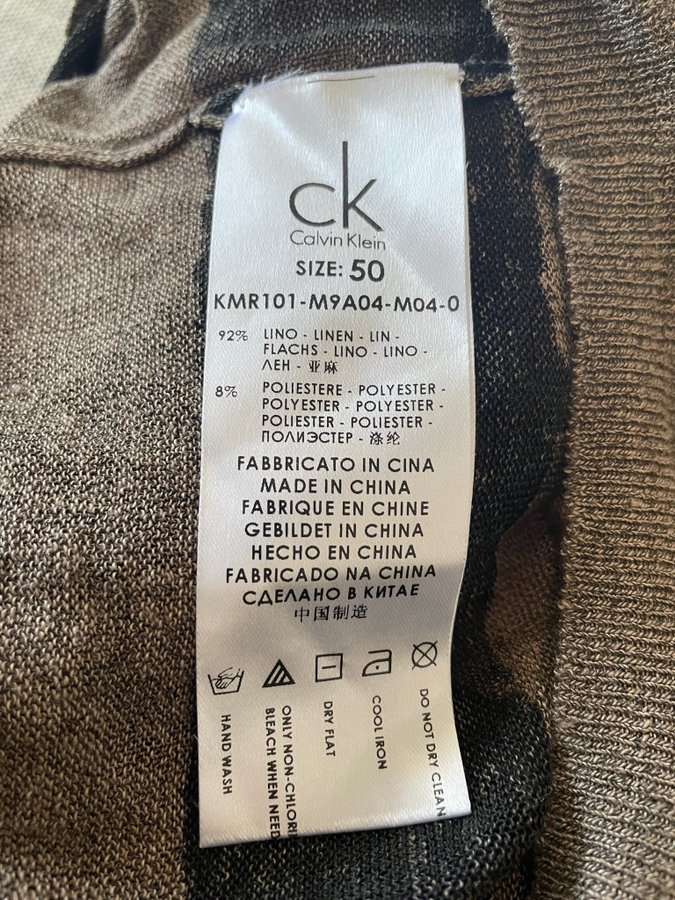 ck
Calvin Klein
SIZE: 50
KMR101-M9A04-M04-0
92% LINO - LINEN - LIN -
FLACHS - LINO - LINO -
ЛЕН - 亚麻
8% POLIESTERE - POLYESTER -
POLYESTER - POLYESTER -
POLIESTER - POLIESTER -
ПОЛИЭСТЕР - 涤纶
FABBRICATO IN CINA
MADE IN CHINA
FABRIQUE EN CHINE
GEBILDET IN CHINA
HECHO EN CHINA
FABRICADO NA CHINA
СДЕЛАНО В КИТАЕ
中国制造
HAND WASH
ONLY NON-CHLORI
BLEACH WHEN NEED
DRY FLAT
COOL IRON
DO NOT DRY CLEAN